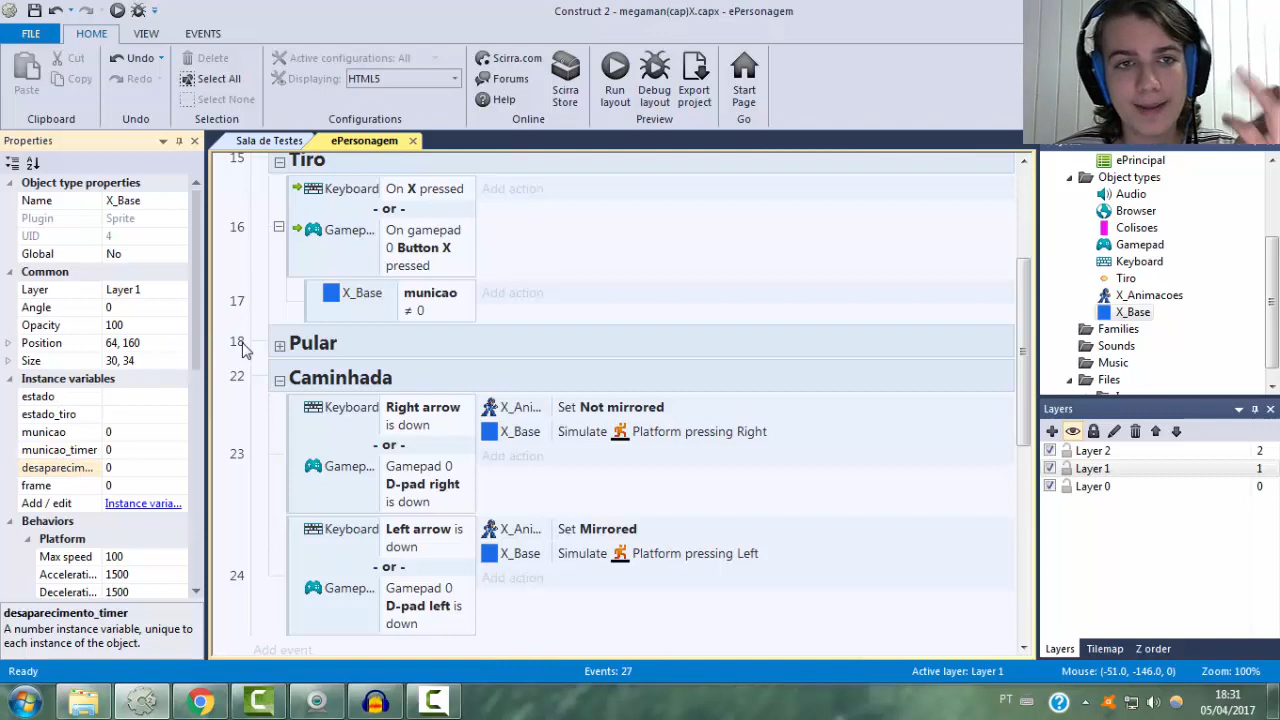 Construct 2 - megaman(cap)X.capx - ePersonagem
FILE HOME VIEW EVENTS
Paste Cut Copy Clipboard
Undo Redo Undo
Delete Select All Select None Selection
Active configurations: All
Displaying: HTML5
Configurations
Scirra.com Forums Help Scirra Store Online
Run layout Debug layout Export project Preview
Start Page Go
Properties
Object type properties
Name X_Base
Plugin Sprite
UID 4
Global No
Common
Layer Layer 1
Angle 0
Opacity 100
Position 64, 160
Size 30, 34
Instance variables
estado
estado_tiro
municao 0
municao_timer 0
desaparecim... 0
frame 0
Add / edit Instance varia...
Behaviors
Platform
Max speed 100
Accelerati... 1500
Decelerati... 1500
desaparecimento_timer
A number instance variable, unique to
each instance of the object.
Sala de Testes ePersonagem
15 Tiro
16 Keyboard On X pressed Add action
- or -
Gamep... On gamepad
0 Button X
pressed
17 X_Base municao Add action
≠ 0
18 Pular
22 Caminhada
23 Keyboard Right arrow
is down
- or -
Gamep... Gamepad 0
D-pad right
is down
X_Ani... Set Not mirrored
X_Base Simulate Platform pressing Right
Add action
24 Keyboard Left arrow is
down
- or -
Gamep... Gamepad 0
D-pad left is
down
X_Ani... Set Mirrored
X_Base Simulate Platform pressing Left
Add action
Add event
ePrincipal
Object types
Audio
Browser
Colisoes
Gamepad
Keyboard
Tiro
X_Animacoes
X_Base
Families
Sounds
Music
Files
Layers
Layer 2 2
Layer 1 1
Layer 0 0
Layers Tilemap Z order
Ready Events: 27 Active layer: Layer 1 Mouse: (-51.0, -146.0, 0) Zoom: 100%
PT 18:31
05/04/2017